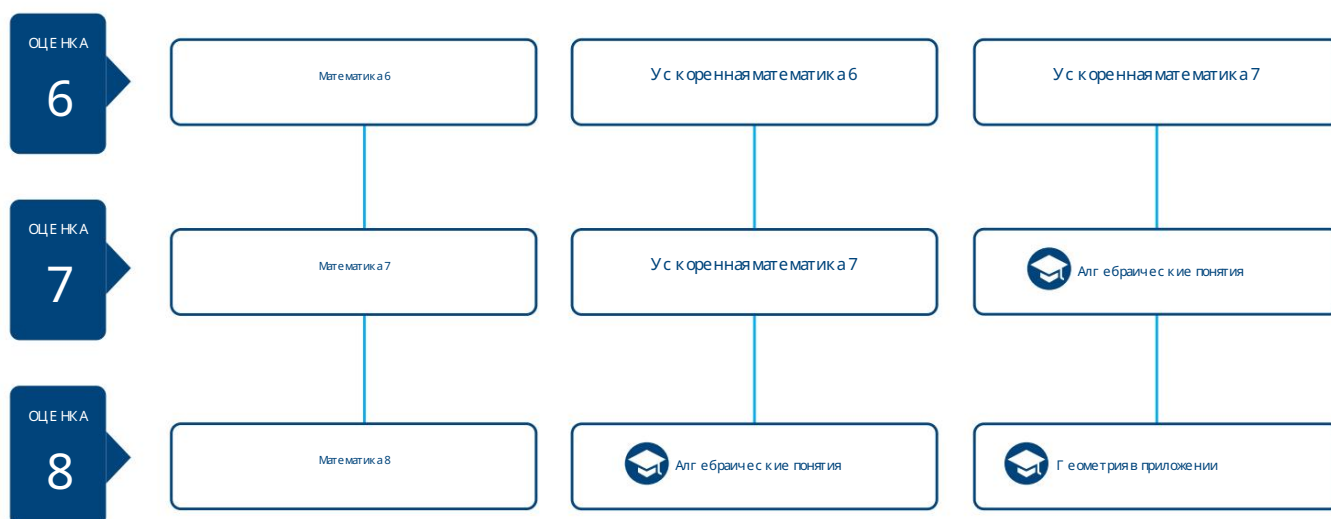 ОЦЕНКА
6
Математика 6
Ускоренная математика 6
Ускоренная математика 7
ОЦЕНКА
7
Математика 7
Ускоренная математика 7
Алгебраические понятия
ОЦЕНКА
8
Математика 8
Алгебраические понятия
Геометрия в приложении